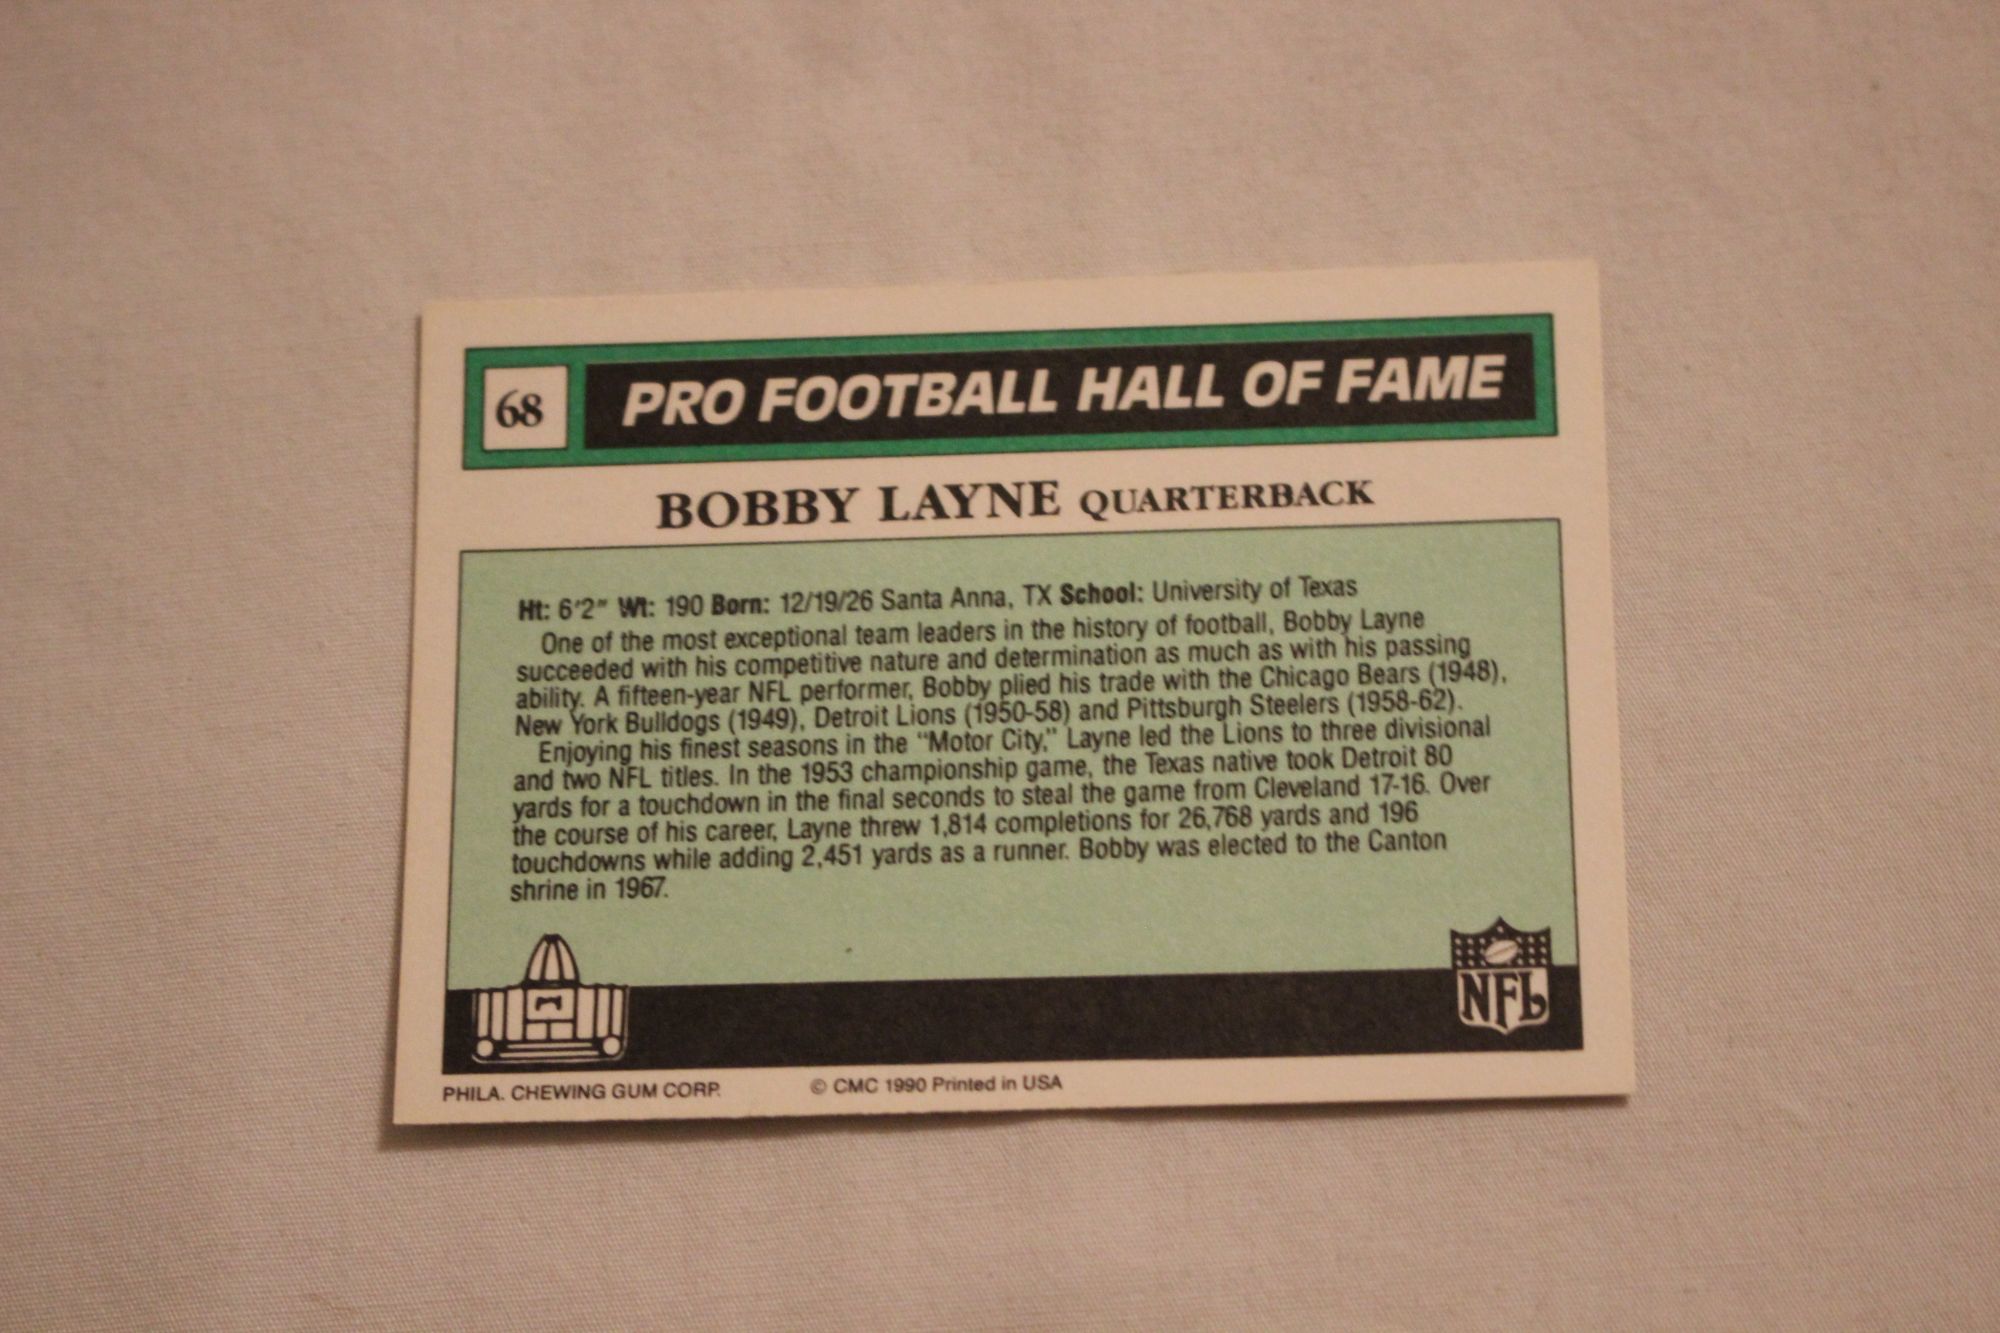 68
PRO FOOTBALL HALL OF FAME
BOBBY LAYNE QUARTERBACK
Ht: 6'2" Wt: 190 Born: 12/19/26 Santa Anna, TX School: University of Texas
One of the most exceptional team leaders in the history of football, Bobby Layne
succeeded with his competitive nature and determination as much as with his passing
ability. A fifteen-year NFL performer, Bobby plied his trade with the Chicago Bears (1948),
New York Bulldogs (1949), Detroit Lions (1950-58) and Pittsburgh Steelers (1958-62).
Enjoying his finest seasons in the "Motor City," Layne led the Lions to three divisional
and two NFL titles. In the 1953 championship game, the Texas native took Detroit 80
yards for a touchdown in the final seconds to steal the game from Cleveland 17-16. Over
the course of his career, Layne threw 1,814 completions for 26,768 yards and 196
touchdowns while adding 2,451 yards as a runner. Bobby was elected to the Canton
shrine in 1967.
NFL
PHILA. CHEWING GUM CORP. © CMC 1990 Printed in USA